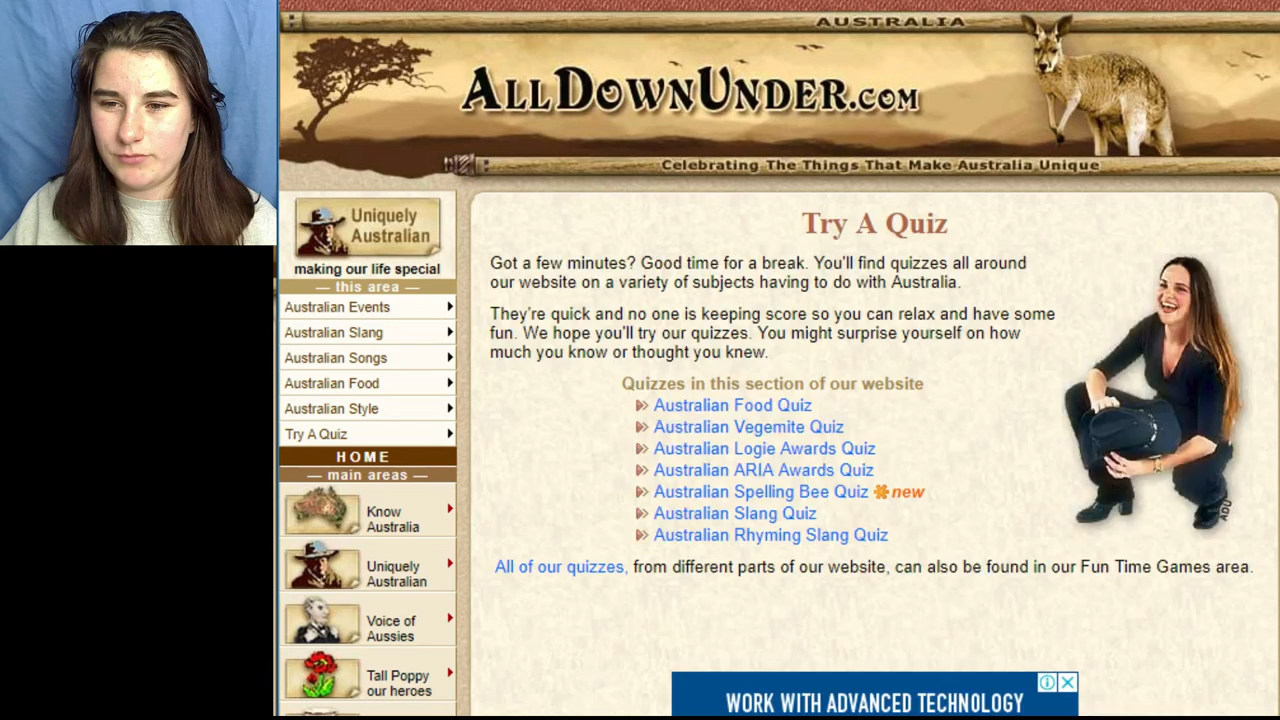 AUSTRALIA
ALLDOWNUNDER.COM
Celebrating The Things That Make Australia Unique
Uniquely
Australian
making our life special
— this area —
Australian Events
Australian Slang
Australian Songs
Australian Food
Australian Style
Try A Quiz
HOME
— main areas —
Know
Australia
Uniquely
Australian
Voice of
Aussies
Tall Poppy
our heroes
Try A Quiz
Got a few minutes? Good time for a break. You'll find quizzes all around
our website on a variety of subjects having to do with Australia.
They're quick and no one is keeping score so you can relax and have some
fun. We hope you'll try our quizzes. You might surprise yourself on how
much you know or thought you knew.
Quizzes in this section of our website
Australian Food Quiz
Australian Vegemite Quiz
Australian Logie Awards Quiz
Australian ARIA Awards Quiz
Australian Spelling Bee Quiz new
Australian Slang Quiz
Australian Rhyming Slang Quiz
ADU
All of our quizzes, from different parts of our website, can also be found in our Fun Time Games area.
WORK WITH ADVANCED TECHNOLOGY